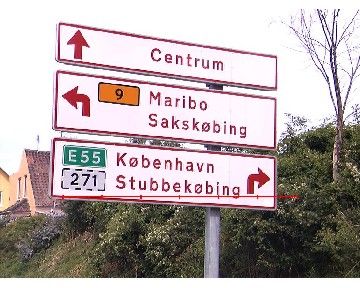 Centrum
9 Maribo
Sakskøbing
E55 København
271 Stubbekøbing